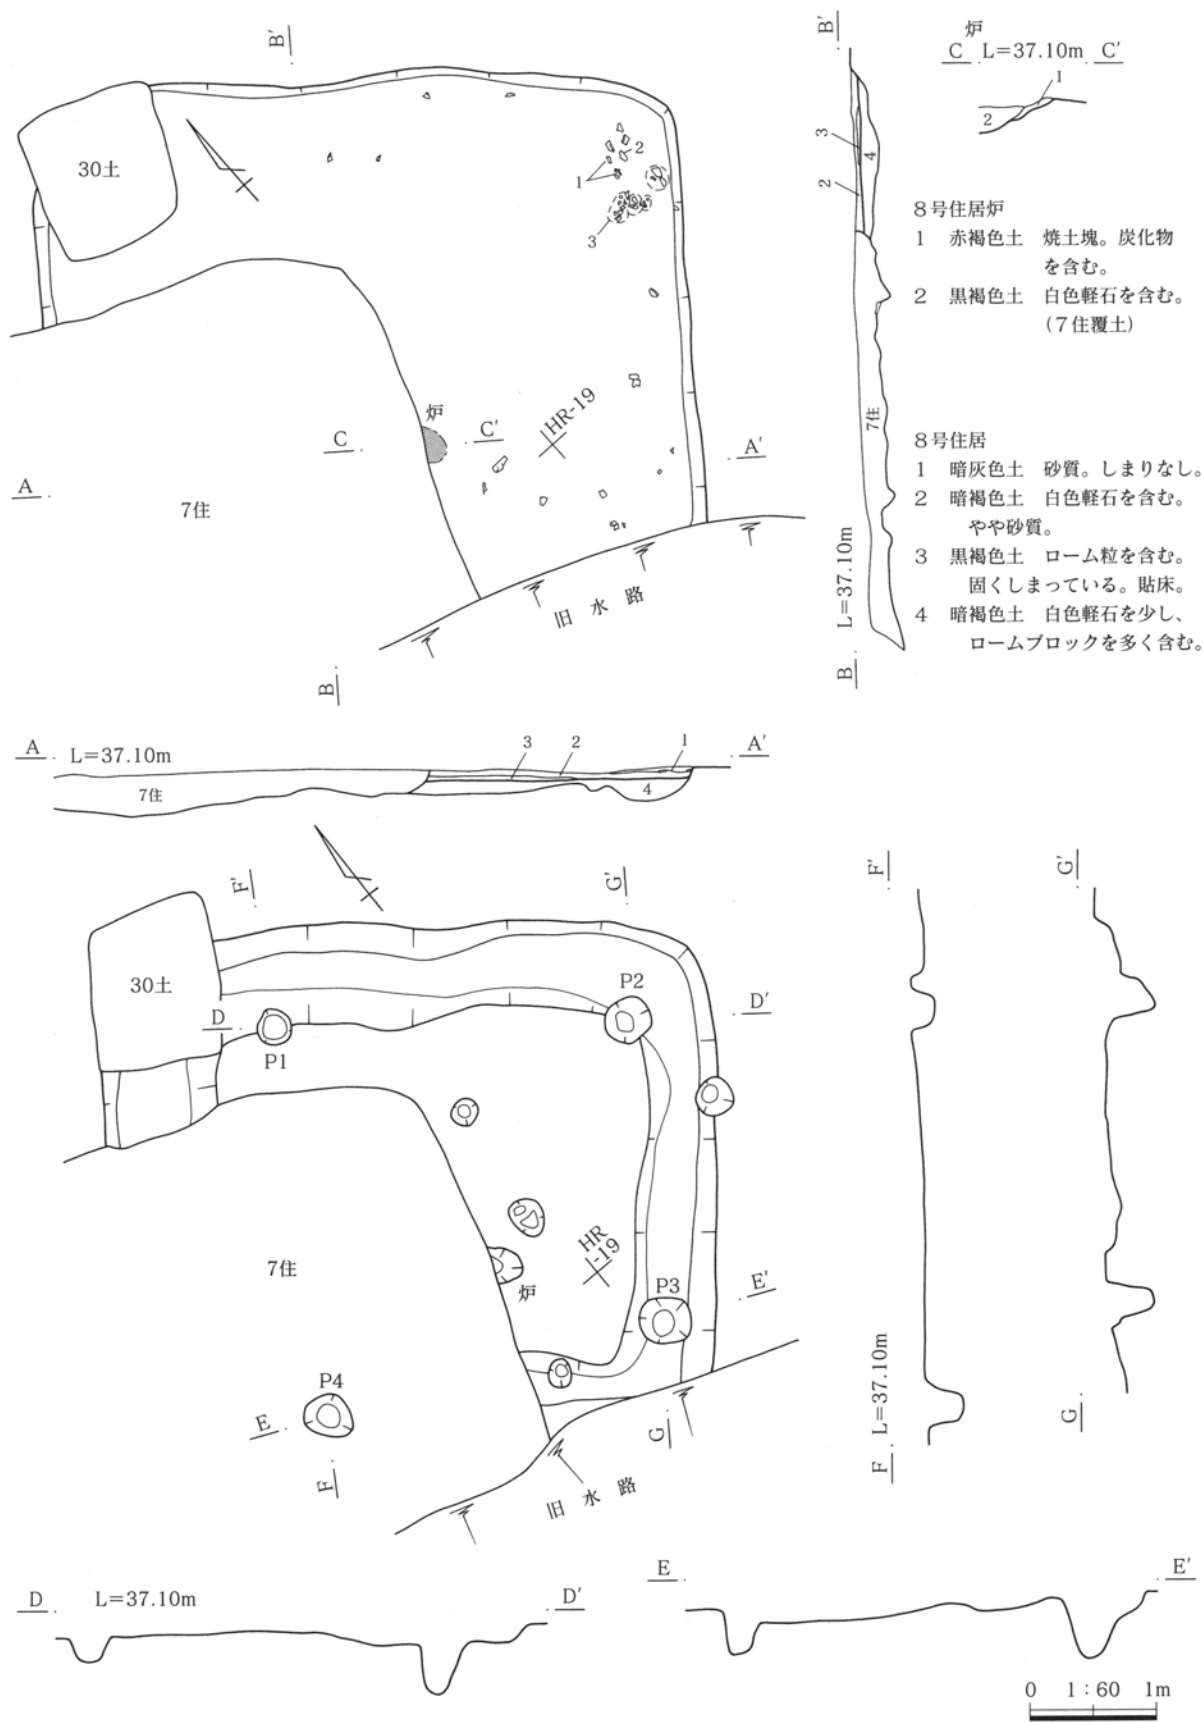 B'
30土
1
2
3
炉
C
C'
HR-19
A'
A
7住
旧水路
B
B'
3
2
4
7住
L=37.10m
B
炉
C L=37.10m C'
1
2
8号住居炉
1 赤褐色土 焼土塊。炭化物
を含む。
2 黒褐色土 白色軽石を含む。
(7住覆土)
8号住居
1 暗灰色土 砂質。しまりなし。
2 暗褐色土 白色軽石を含む。
やや砂質。
3 黒褐色土 ローム粒を含む。
固くしまっている。貼床。
4 暗褐色土 白色軽石を少し、
ロームブロックを多く含む。
A L=37.10m
3 2 1
A'
7住
4
F'
G'
30土
P2
D
D'
P1
7住
HR
-19
炉
E'
P3
P4
E
F
G
旧水路
F'
G'
F L=37.10m
G
D L=37.10m D'
E E'
0 1:60 1m